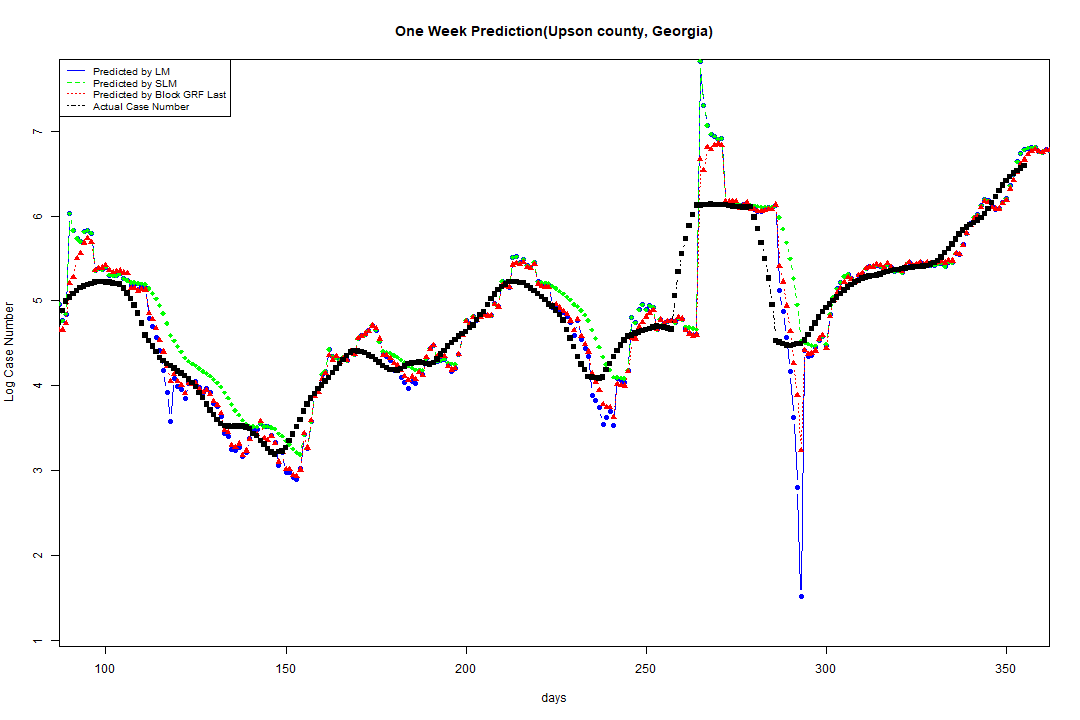 One Week Prediction(Upson county, Georgia)
Predicted by LM
Predicted by SLM
Predicted by Block GRF Last
Actual Case Number
7
6
5
4
3
2
1
Log Case Number
100 150 200 250 300 350
days